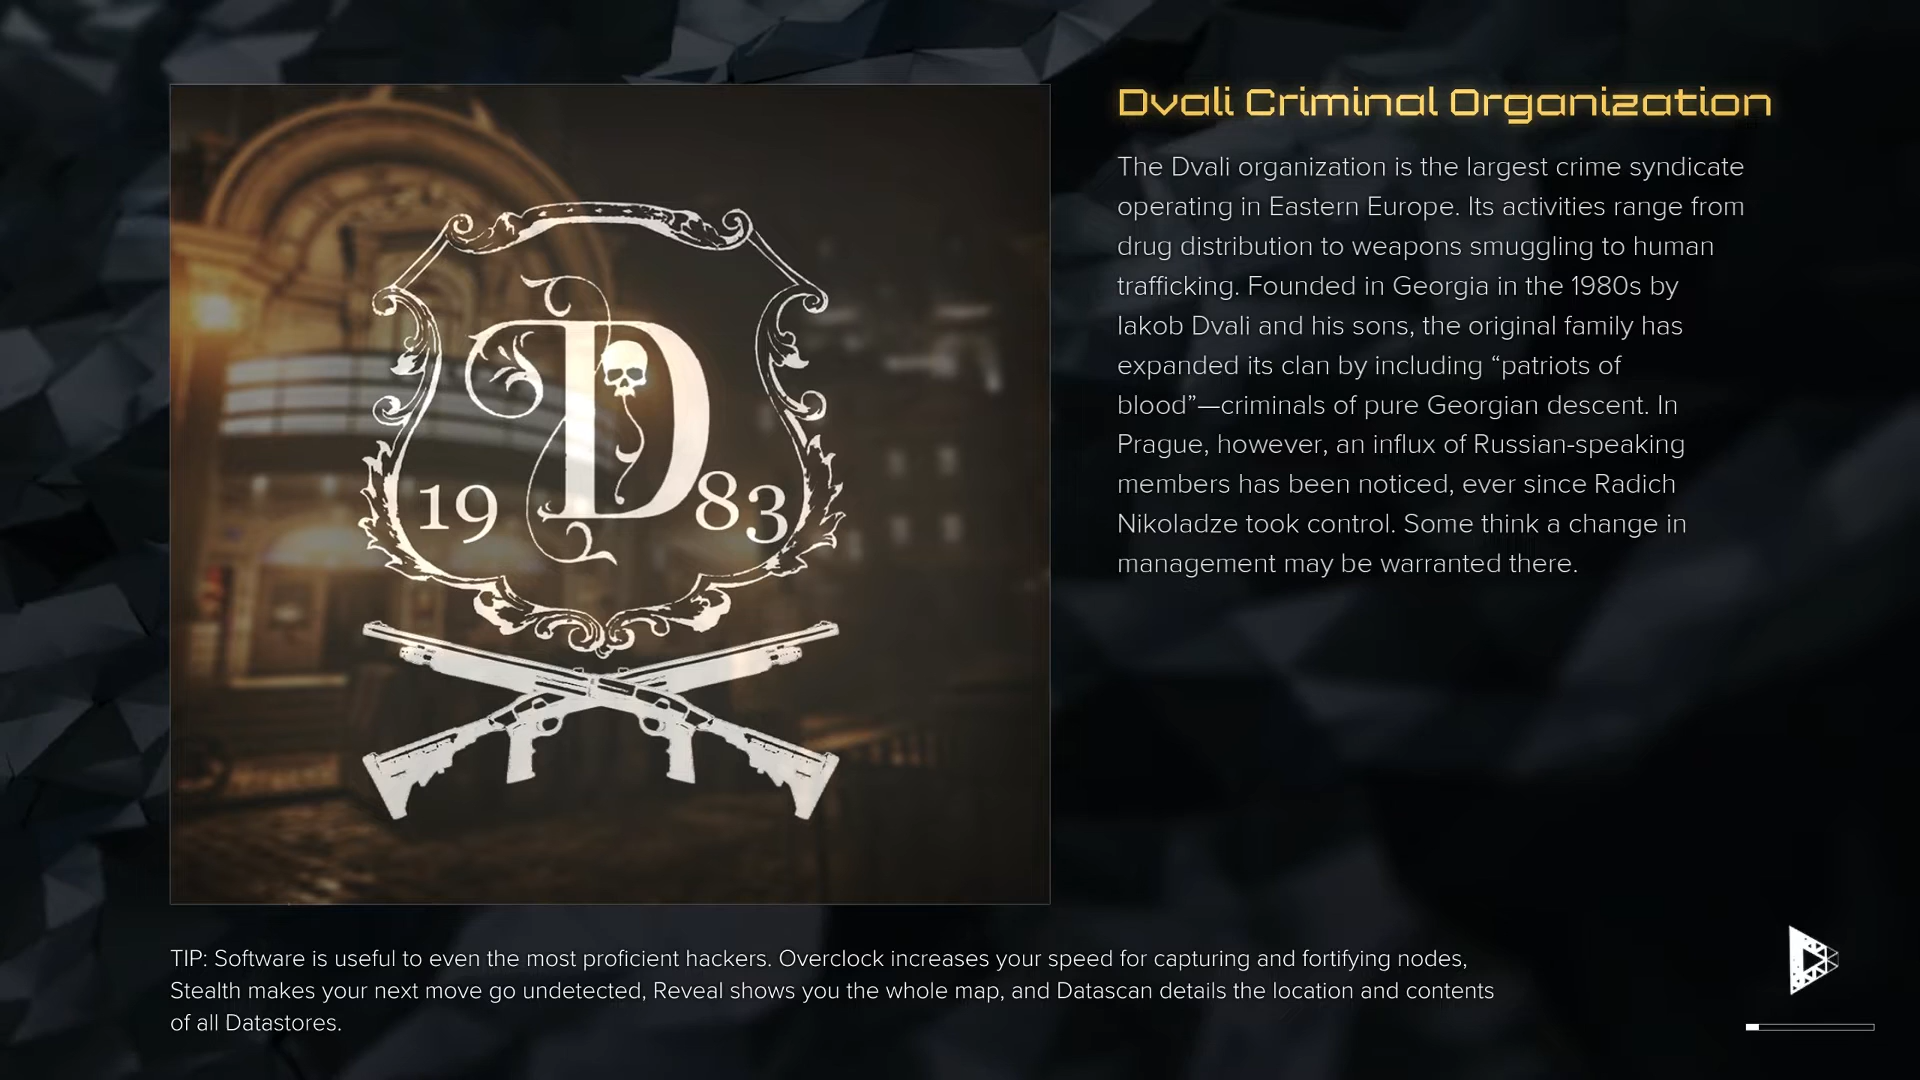 Dvali Criminal Organization
The Dvali organization is the largest crime syndicate
operating in Eastern Europe. Its activities range from
drug distribution to weapons smuggling to human
trafficking. Founded in Georgia in the 1980s by
Iakob Dvali and his sons, the original family has
expanded its clan by including “patriots of
blood”—criminals of pure Georgian descent. In
Prague, however, an influx of Russian-speaking
members has been noticed, ever since Radich
Nikoladze took control. Some think a change in
management may be warranted there.
D
19 83
TIP: Software is useful to even the most proficient hackers. Overclock increases your speed for capturing and fortifying nodes,
Stealth makes your next move go undetected, Reveal shows you the whole map, and Datascan details the location and contents
of all Datastores.